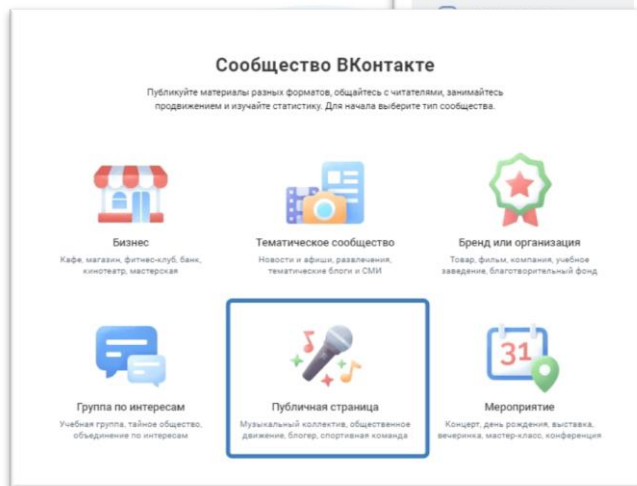 Сообщество ВКонтакте
Публикуйте материалы разных форматов, общайтесь с читателями, занимайтесь
продвижением и изучайте статистику. Для начала выберите тип сообщества.
Бизнес
Кафе, магазин, фитнес-клуб, банк,
кинотеатр, мастерская
Тематическое сообщество
Новости и афиши, развлечения,
тематические блоги и СМИ
Бренд или организация
Товар, фильм, компания, учебное
заведение, благотворительный фонд
Группа по интересам
Учебная группа, тайное общество,
объединение по интересам
Публичная страница
Музыкальный коллектив, общественное
движение, блогер, спортивная команда
31
Мероприятие
Концерт, день рождения, выставка,
вечеринка, мастер-класс, конференция